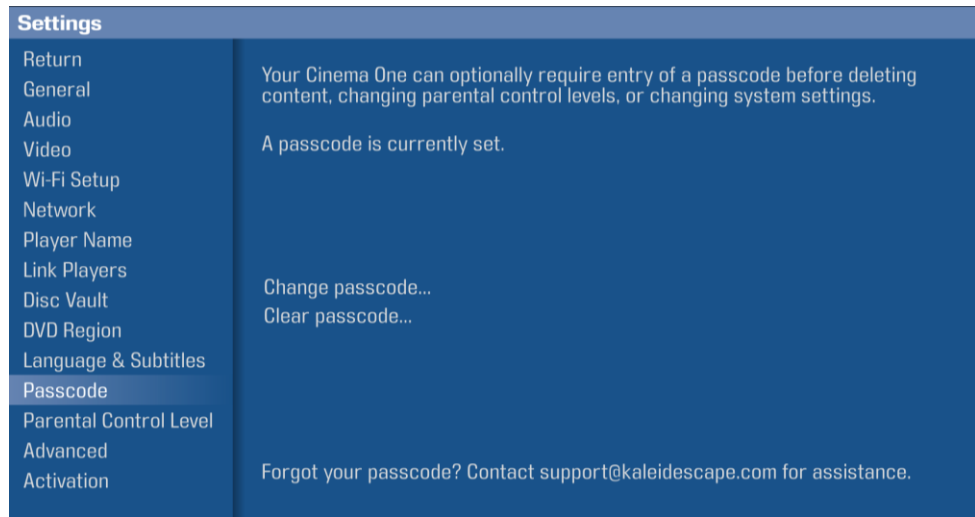 Settings
Return
General
Audio
Video
Wi-Fi Setup
Network
Player Name
Link Players
Disc Vault
DVD Region
Language & Subtitles
Passcode
Parental Control Level
Advanced
Activation
Your Cinema One can optionally require entry of a passcode before deleting
content, changing parental control levels, or changing system settings.
A passcode is currently set.
Change passcode...
Clear passcode...
Forgot your passcode? Contact support@kaleidescape.com for assistance.